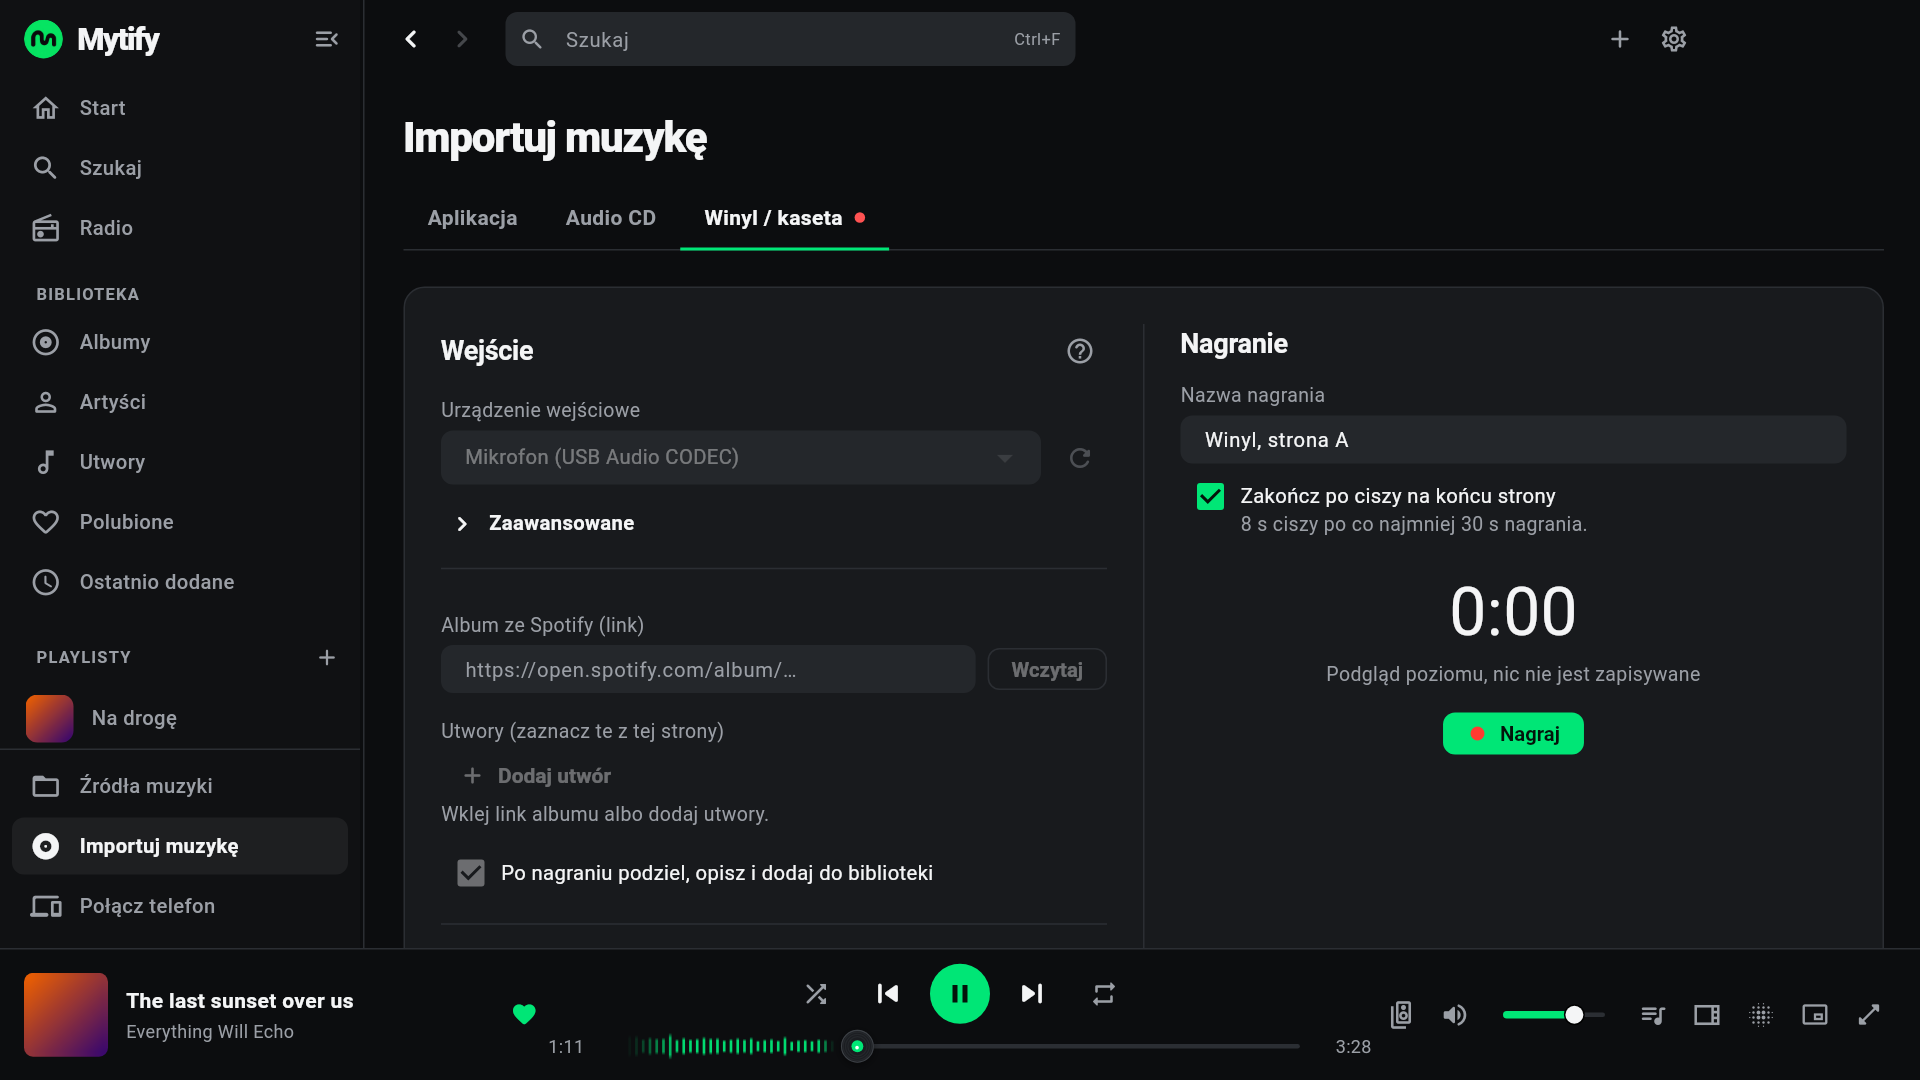 Mytify
Start
Szukaj
Radio
BIBLIOTEKA
Albumy
Artyści
Utwory
Polubione
Ostatnio dodane
PLAYLISTY
Na drogę
Źródła muzyki
Importuj muzykę
Połącz telefon
Szukaj
Ctrl+F
Importuj muzykę
Aplikacja
Audio CD
Winyl / kaseta
Wejście
Urządzenie wejściowe
Mikrofon (USB Audio CODEC)
Zaawansowane
Album ze Spotify (link)
https://open.spotify.com/album/…
Wczytaj
Utwory (zaznacz te z tej strony)
Dodaj utwór
Wklej link albumu albo dodaj utwory.
Po nagraniu podziel, opisz i dodaj do biblioteki
Nagranie
Nazwa nagrania
Winyl, strona A
Zakończ po ciszy na końcu strony
8 s ciszy po co najmniej 30 s nagrania.
0:00
Podgląd poziomu, nic nie jest zapisywane
Nagraj
The last sunset over us
Everything Will Echo
1:11
3:28